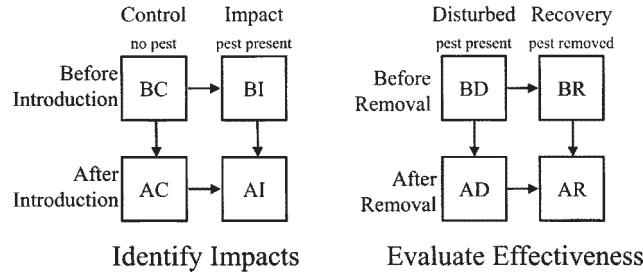 Control Impact
no pest pest present
Before Introduction BC BI
After Introduction AC AI
Identify Impacts
Disturbed Recovery
pest present pest removed
Before Removal BD BR
After Removal AD AR
Evaluate Effectiveness